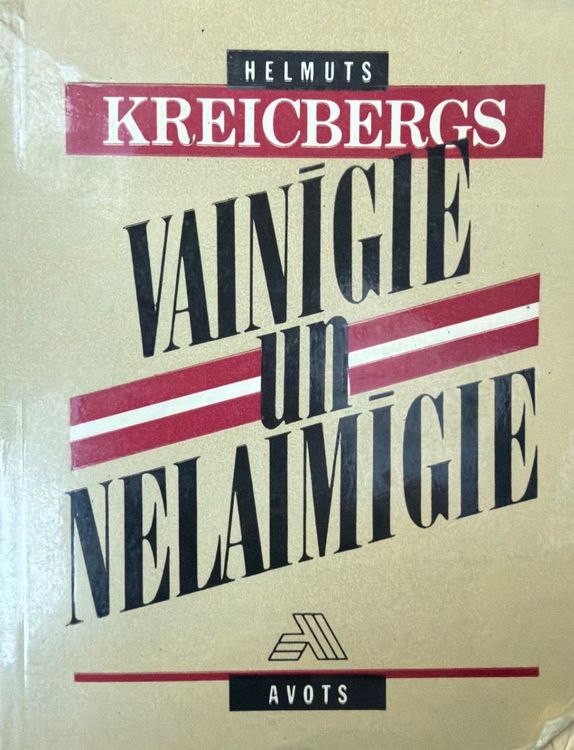 HELMUTS
KREICBERGS
VAINĪGIE
un
NELAIMĪGIE
AVOTS